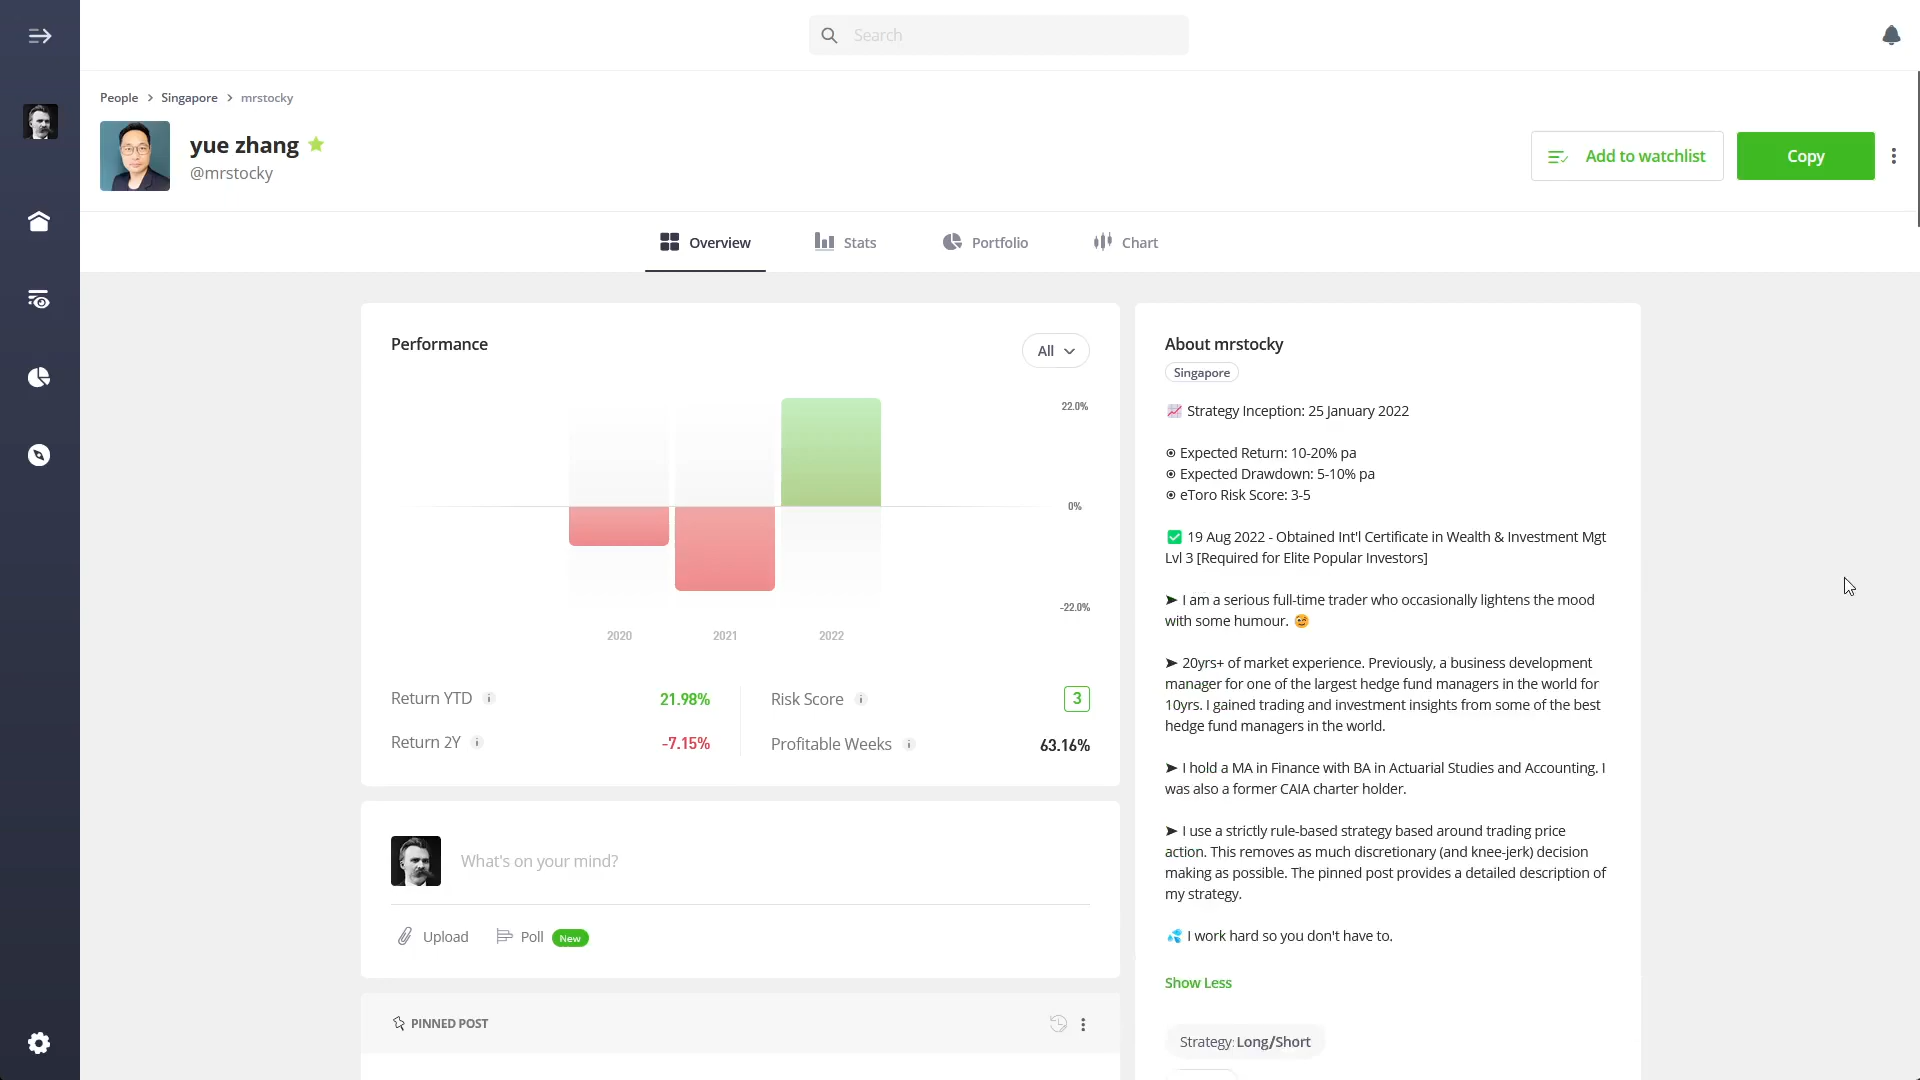 Search
People > Singapore > mrstocky
yue zhang
@mrstocky
Add to watchlist
Copy
Overview
Stats
Portfolio
Chart
Performance
All
22.0%
0%
-22.0%
2020
2021
2022
Return YTD
21.98%
Return 2Y
-7.15%
Risk Score
3
Profitable Weeks
63.16%
What's on your mind?
Upload
Poll New
PINNED POST
About mrstocky
Singapore
📈 Strategy Inception: 25 January 2022
⦿ Expected Return: 10-20% pa
⦿ Expected Drawdown: 5-10% pa
⦿ eToro Risk Score: 3-5
✅ 19 Aug 2022 - Obtained Int'l Certificate in Wealth & Investment Mgt
Lvl 3 [Required for Elite Popular Investors]
➤ I am a serious full-time trader who occasionally lightens the mood
with some humour. 😉
➤ 20yrs+ of market experience. Previously, a business development
manager for one of the largest hedge fund managers in the world for
10yrs. I gained trading and investment insights from some of the best
hedge fund managers in the world.
➤ I hold a MA in Finance with BA in Actuarial Studies and Accounting. I
was also a former CAIA charter holder.
➤ I use a strictly rule-based strategy based around trading price
action. This removes as much discretionary (and knee-jerk) decision
making as possible. The pinned post provides a detailed description of
my strategy.
💦 I work hard so you don't have to.
Show Less
Strategy: Long/Short